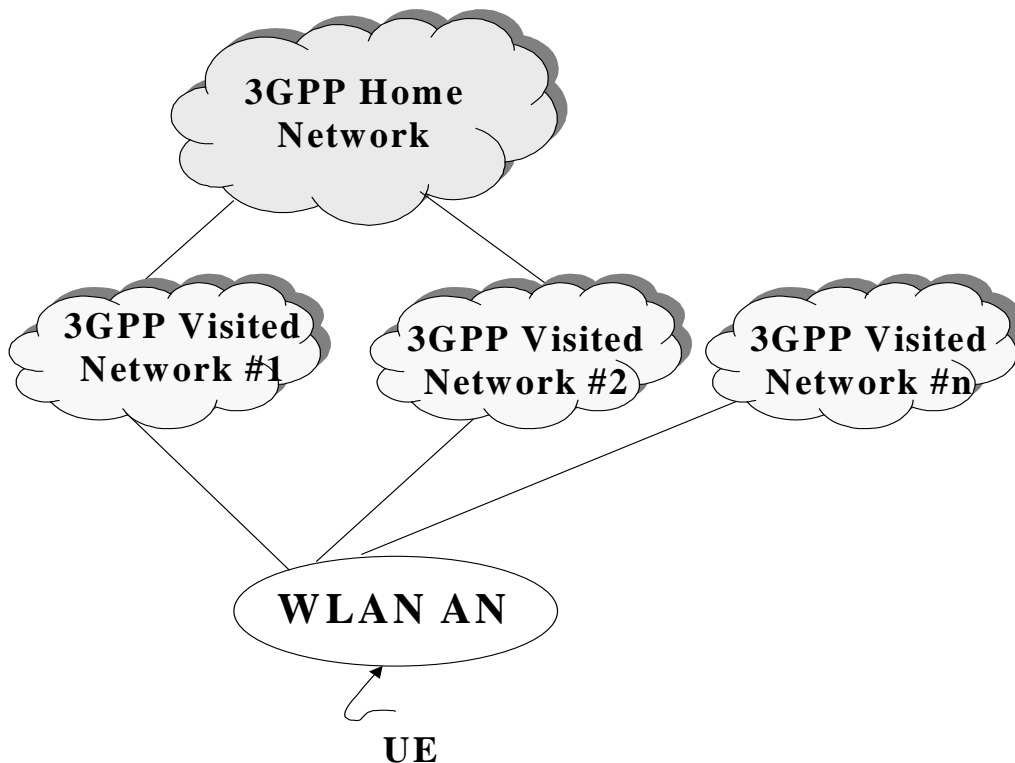 3GPP Home
Network
3GPP Visited
Network #1
3GPP Visited
Network #2
3GPP Visited
Network #n
WLAN AN
UE